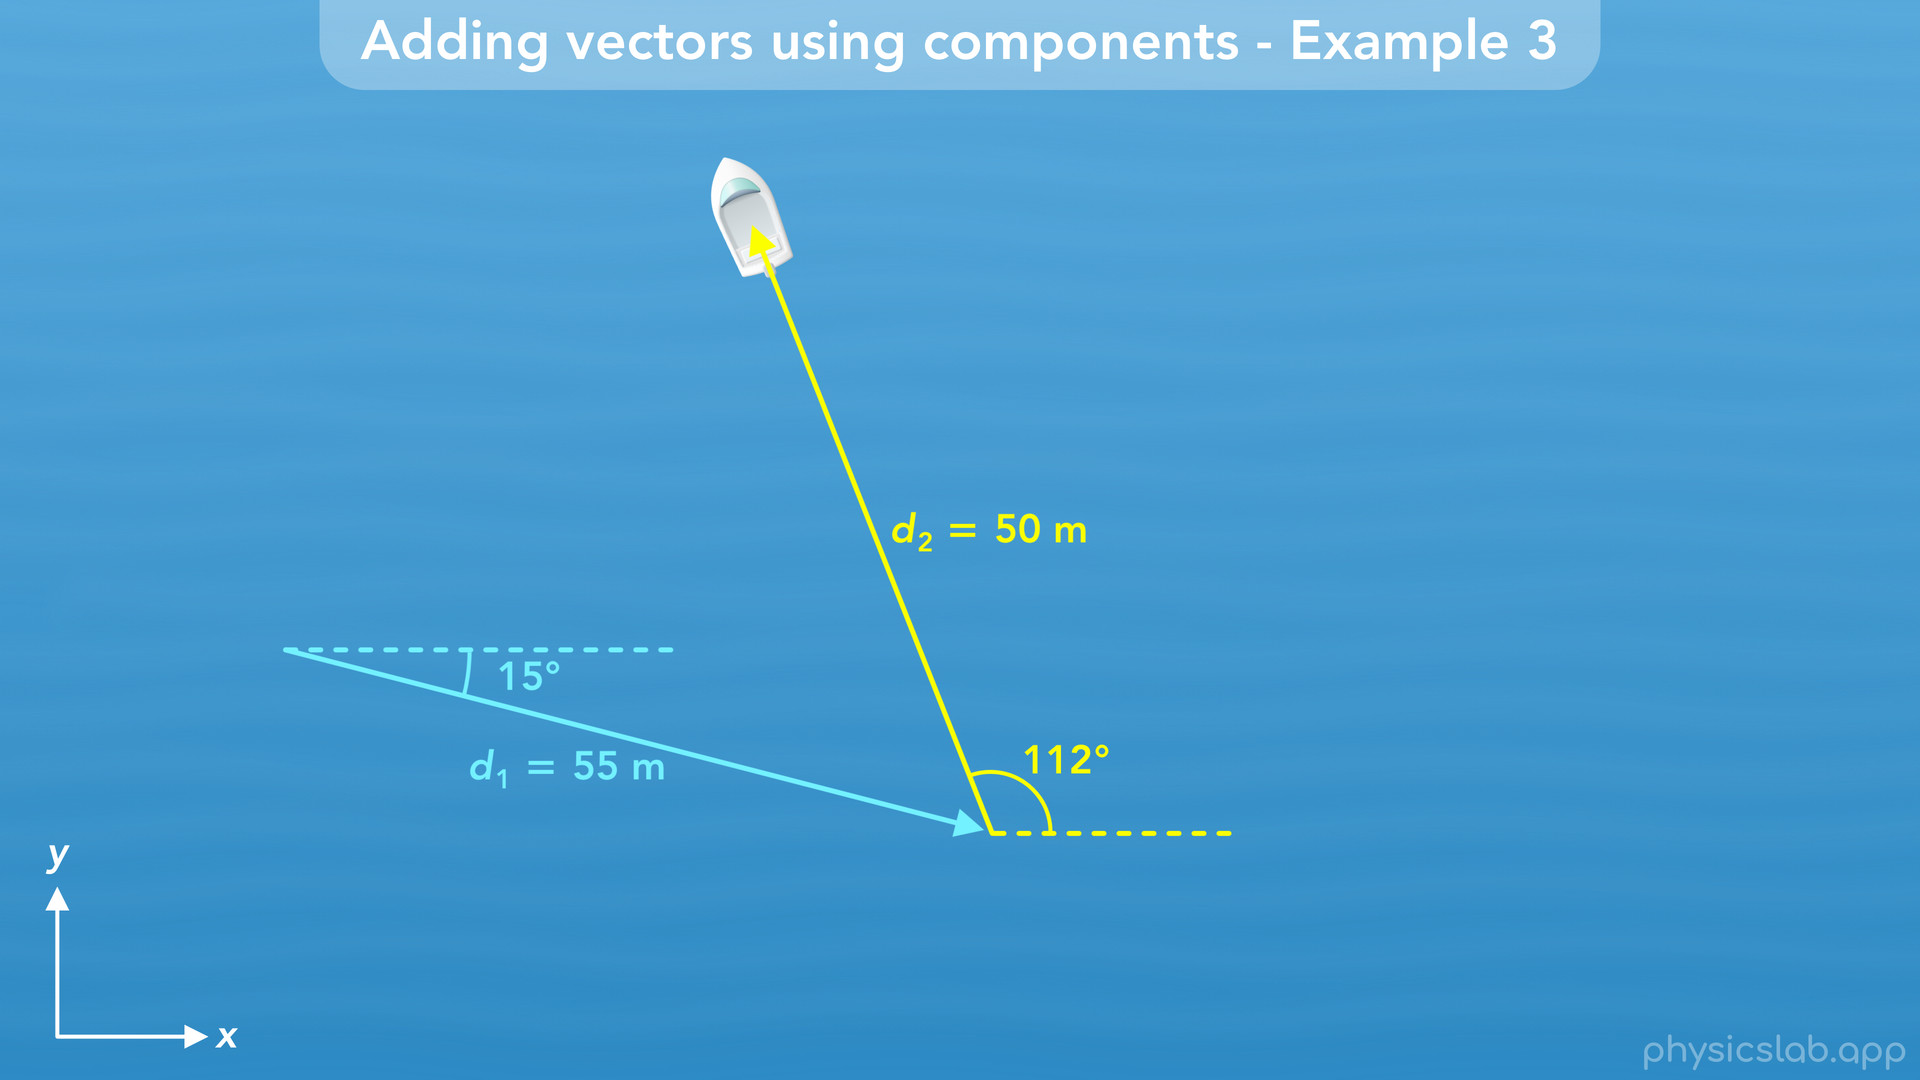 Adding vectors using components - Example 3
d₂ = 50 m
15°
d₁ = 55 m
112°
y
x
physicslab.app